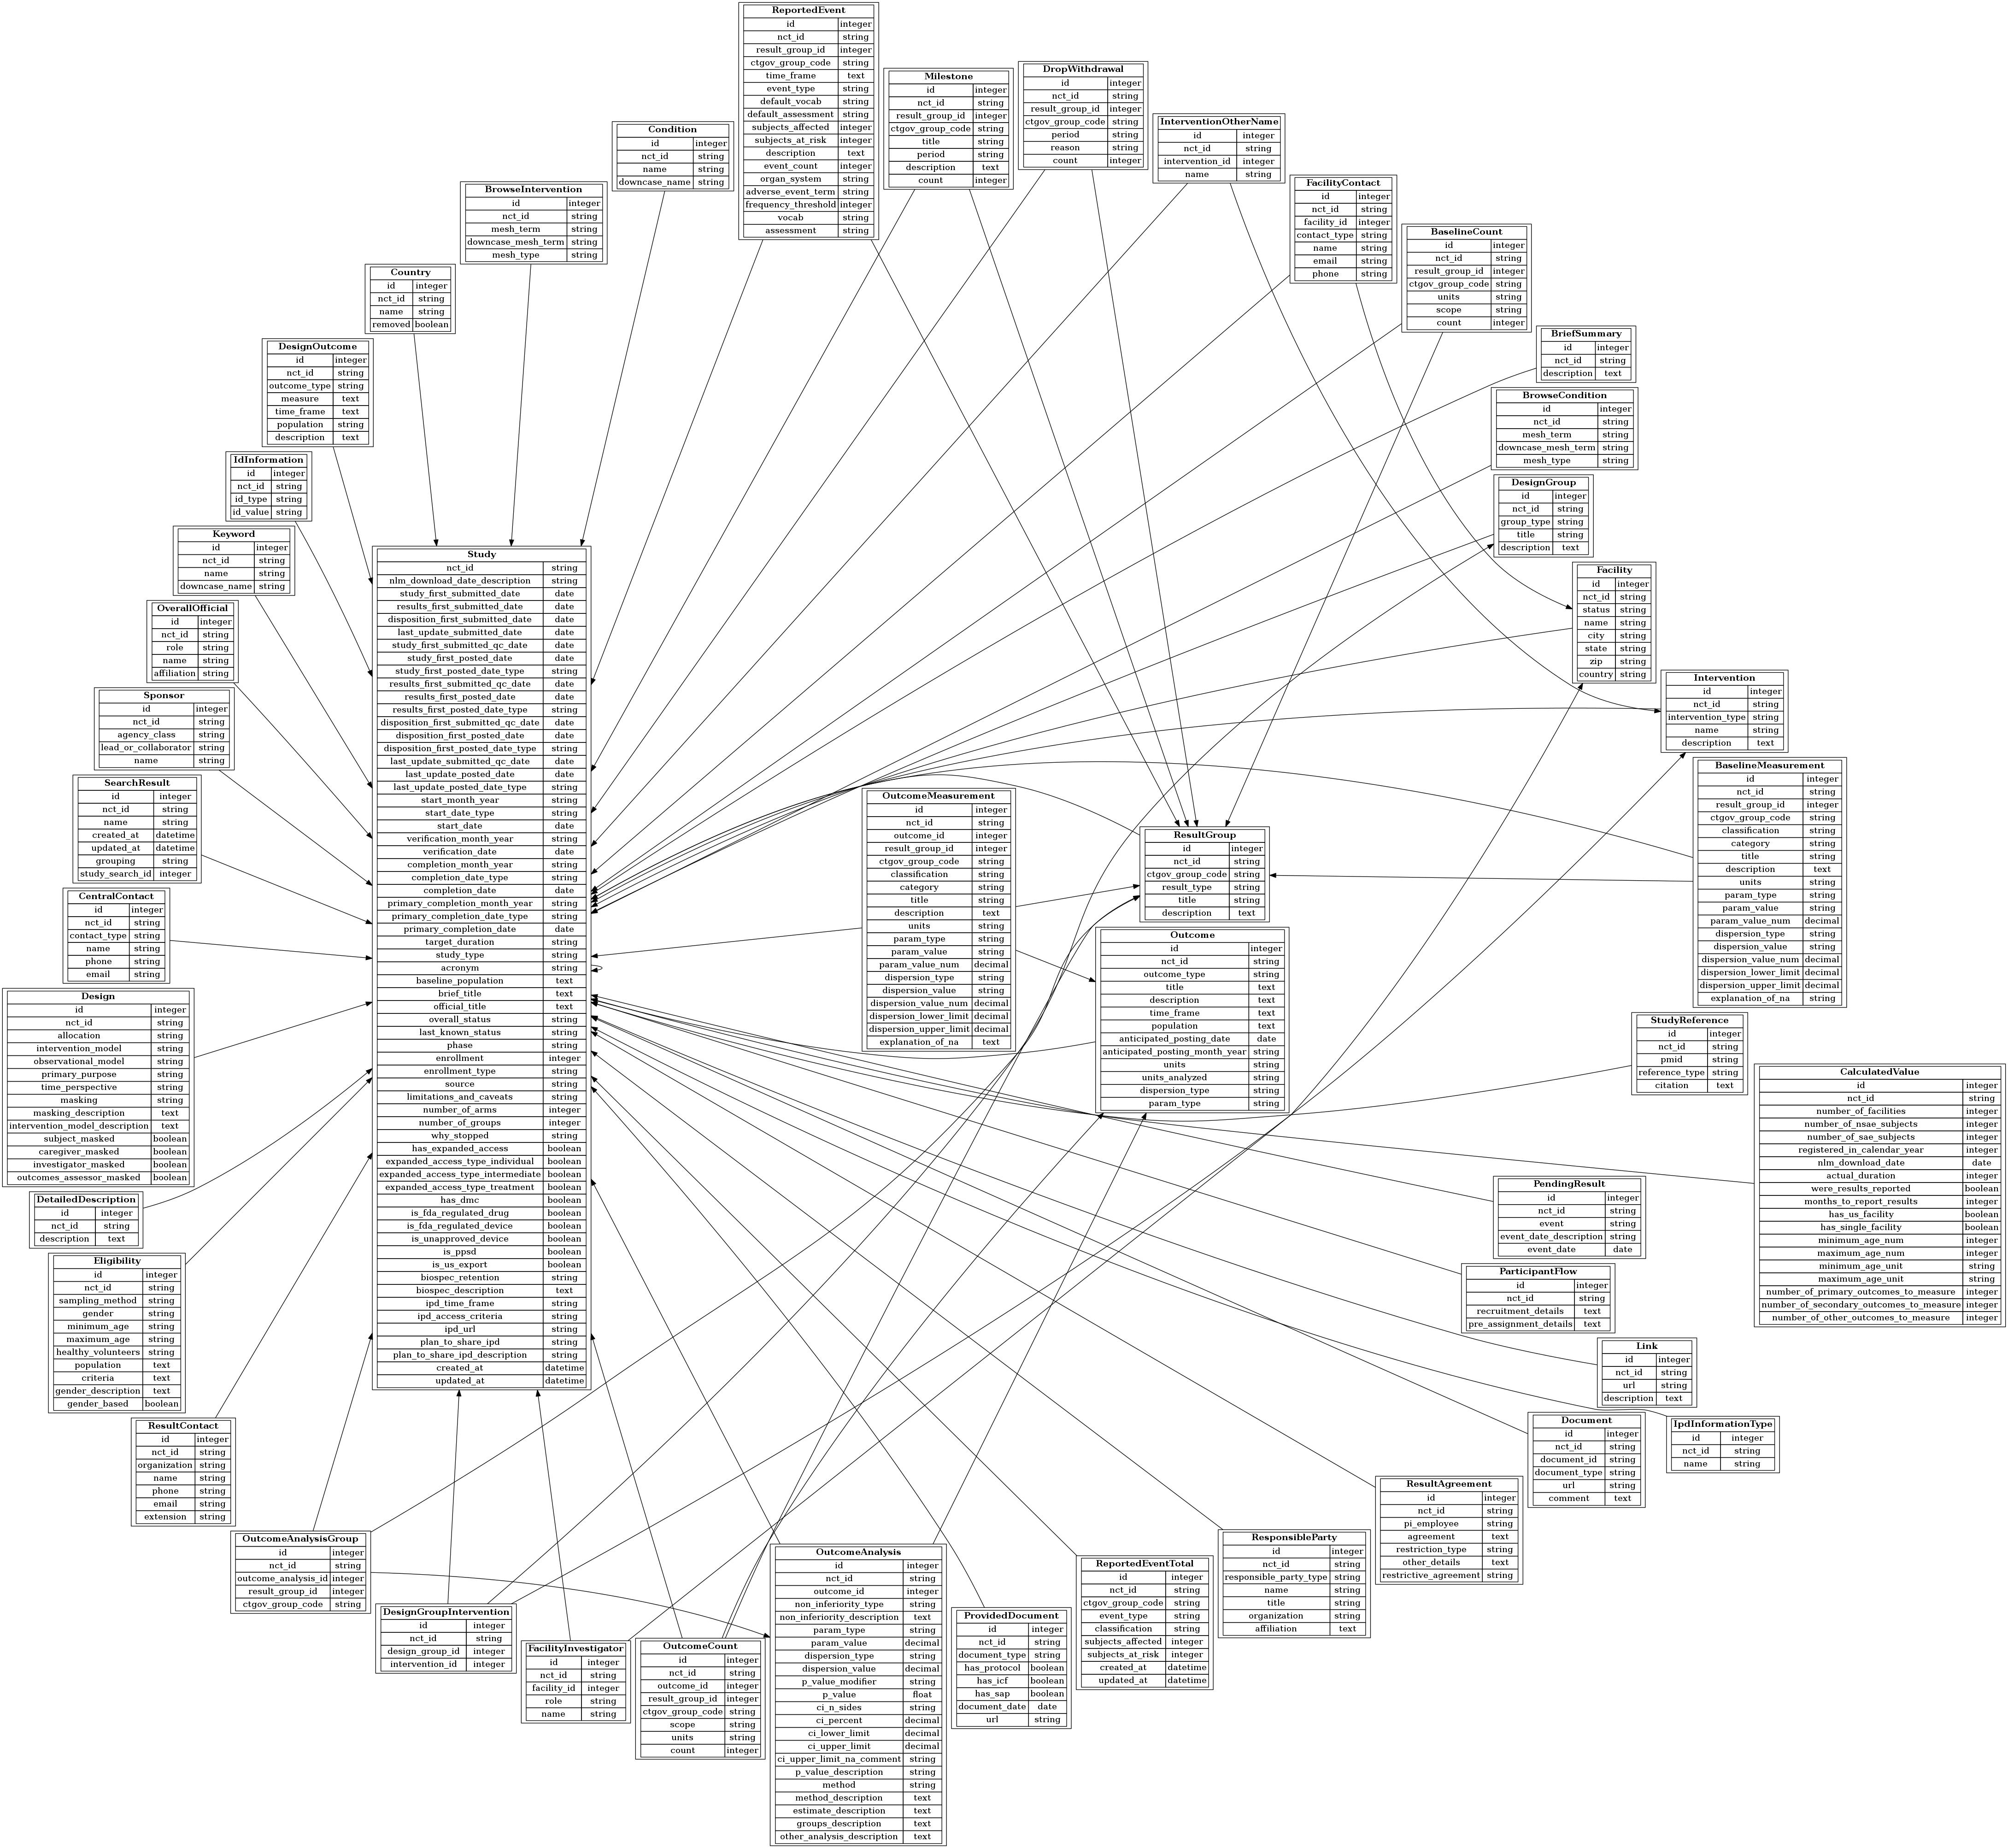 ReportedEvent
id integer
nct_id string
result_group_id integer
ctgov_group_code string
time_frame text
event_type string
default_vocab string
default_assessment string
subjects_affected integer
subjects_at_risk integer
description text
event_count integer
organ_system string
adverse_event_term string
frequency_threshold integer
vocab string
assessment string
Milestone
id integer
nct_id string
result_group_id integer
ctgov_group_code string
title string
period string
description text
count integer
DropWithdrawal
id integer
nct_id string
result_group_id integer
ctgov_group_code string
period string
reason string
count integer
InterventionOtherName
id integer
nct_id string
intervention_id integer
name string
Condition
id integer
nct_id string
name string
downcase_name string
FacilityContact
id integer
nct_id string
facility_id integer
contact_type string
name string
email string
phone string
BrowseIntervention
id integer
nct_id string
mesh_term string
downcase_mesh_term string
mesh_type string
BaselineCount
id integer
nct_id string
result_group_id integer
ctgov_group_code string
units string
scope string
count integer
Country
id integer
nct_id string
name string
removed boolean
BriefSummary
id integer
nct_id string
description text
DesignOutcome
id integer
nct_id string
outcome_type string
measure text
time_frame text
population string
description text
BrowseCondition
id integer
nct_id string
mesh_term string
downcase_mesh_term string
mesh_type string
IdInformation
id integer
nct_id string
id_type string
id_value string
DesignGroup
id integer
nct_id string
group_type string
title string
description text
Keyword
id integer
nct_id string
name string
downcase_name string
Study
nct_id string
nlm_download_date_description string
study_first_submitted_date date
results_first_submitted_date date
disposition_first_submitted_date date
last_update_submitted_date date
study_first_submitted_qc_date date
study_first_posted_date date
study_first_posted_date_type string
results_first_submitted_qc_date date
results_first_posted_date date
results_first_posted_date_type string
disposition_first_submitted_qc_date date
disposition_first_posted_date date
disposition_first_posted_date_type string
last_update_submitted_qc_date date
last_update_posted_date date
last_update_posted_date_type string
start_month_year string
start_date_type string
start_date date
verification_month_year string
verification_date date
completion_month_year string
completion_date_type string
completion_date date
primary_completion_month_year string
primary_completion_date_type string
primary_completion_date date
target_duration string
study_type string
acronym string
baseline_population text
brief_title text
official_title text
overall_status string
last_known_status string
phase string
enrollment integer
enrollment_type string
source string
limitations_and_caveats string
number_of_arms integer
number_of_groups integer
why_stopped string
has_expanded_access boolean
expanded_access_type_individual boolean
expanded_access_type_intermediate boolean
expanded_access_type_treatment boolean
has_dmc boolean
is_fda_regulated_drug boolean
is_fda_regulated_device boolean
is_unapproved_device boolean
is_ppsd boolean
is_us_export boolean
biospec_retention string
biospec_description text
ipd_time_frame string
ipd_access_criteria string
ipd_url string
plan_to_share_ipd string
plan_to_share_ipd_description string
created_at datetime
updated_at datetime
Facility
id integer
nct_id string
status string
name string
city string
state string
zip string
country string
OverallOfficial
id integer
nct_id string
role string
name string
affiliation string
Intervention
id integer
nct_id string
intervention_type string
name string
description text
Sponsor
id integer
nct_id string
agency_class string
lead_or_collaborator string
name string
BaselineMeasurement
id integer
nct_id string
result_group_id integer
ctgov_group_code string
classification string
category string
title string
description text
units string
param_type string
param_value string
param_value_num decimal
dispersion_type string
dispersion_value string
dispersion_value_num decimal
dispersion_lower_limit decimal
dispersion_upper_limit decimal
explanation_of_na string
SearchResult
id integer
nct_id string
name string
created_at datetime
updated_at datetime
grouping string
study_search_id integer
OutcomeMeasurement
id integer
nct_id string
outcome_id integer
result_group_id integer
ctgov_group_code string
classification string
category string
title string
description text
units string
param_type string
param_value string
param_value_num decimal
dispersion_type string
dispersion_value string
dispersion_value_num decimal
dispersion_lower_limit decimal
dispersion_upper_limit decimal
explanation_of_na text
ResultGroup
id integer
nct_id string
ctgov_group_code string
result_type string
title string
description text
CentralContact
id integer
nct_id string
contact_type string
name string
phone string
email string
Outcome
id integer
nct_id string
outcome_type string
title text
description text
time_frame text
population text
anticipated_posting_date date
anticipated_posting_month_year string
units string
units_analyzed string
dispersion_type string
param_type string
Design
id integer
nct_id string
allocation string
intervention_model string
observational_model string
primary_purpose string
time_perspective string
masking string
masking_description text
intervention_model_description text
subject_masked boolean
caregiver_masked boolean
investigator_masked boolean
outcomes_assessor_masked boolean
StudyReference
id integer
nct_id string
pmid string
reference_type string
citation text
CalculatedValue
id integer
nct_id string
number_of_facilities integer
number_of_nsae_subjects integer
number_of_sae_subjects integer
registered_in_calendar_year integer
nlm_download_date date
actual_duration integer
were_results_reported boolean
months_to_report_results integer
has_us_facility boolean
has_single_facility boolean
minimum_age_num integer
maximum_age_num integer
minimum_age_unit string
maximum_age_unit string
number_of_primary_outcomes_to_measure integer
number_of_secondary_outcomes_to_measure integer
number_of_other_outcomes_to_measure integer
PendingResult
id integer
nct_id string
event string
event_date_description string
event_date date
DetailedDescription
id integer
nct_id string
description text
Eligibility
id integer
nct_id string
sampling_method string
gender string
minimum_age string
maximum_age string
healthy_volunteers string
population text
criteria text
gender_description text
gender_based boolean
ParticipantFlow
id integer
nct_id string
recruitment_details text
pre_assignment_details text
Link
id integer
nct_id string
url string
description text
Document
id integer
nct_id string
document_id string
document_type string
url string
comment text
IpdInformationType
id integer
nct_id string
name string
ResultContact
id integer
nct_id string
organization string
name string
phone string
email string
extension string
ResultAgreement
id integer
nct_id string
pi_employee string
agreement text
restriction_type string
other_details text
restrictive_agreement string
OutcomeAnalysisGroup
id integer
nct_id string
outcome_analysis_id integer
result_group_id integer
ctgov_group_code string
ResponsibleParty
id integer
nct_id string
responsible_party_type string
name string
title string
organization string
affiliation text
OutcomeAnalysis
id integer
nct_id string
outcome_id integer
non_inferiority_type string
non_inferiority_description text
param_type string
param_value decimal
dispersion_type string
dispersion_value decimal
p_value_modifier string
p_value float
ci_n_sides string
ci_percent decimal
ci_lower_limit decimal
ci_upper_limit decimal
ci_upper_limit_na_comment string
p_value_description string
method string
method_description text
estimate_description text
groups_description text
other_analysis_description text
ReportedEventTotal
id integer
nct_id string
ctgov_group_code string
event_type string
classification string
subjects_affected integer
subjects_at_risk integer
created_at datetime
updated_at datetime
DesignGroupIntervention
id integer
nct_id string
design_group_id integer
intervention_id integer
ProvidedDocument
id integer
nct_id string
document_type string
has_protocol boolean
has_icf boolean
has_sap boolean
document_date date
url string
FacilityInvestigator
id integer
nct_id string
facility_id integer
role string
name string
OutcomeCount
id integer
nct_id string
outcome_id integer
result_group_id integer
ctgov_group_code string
scope string
units string
count integer